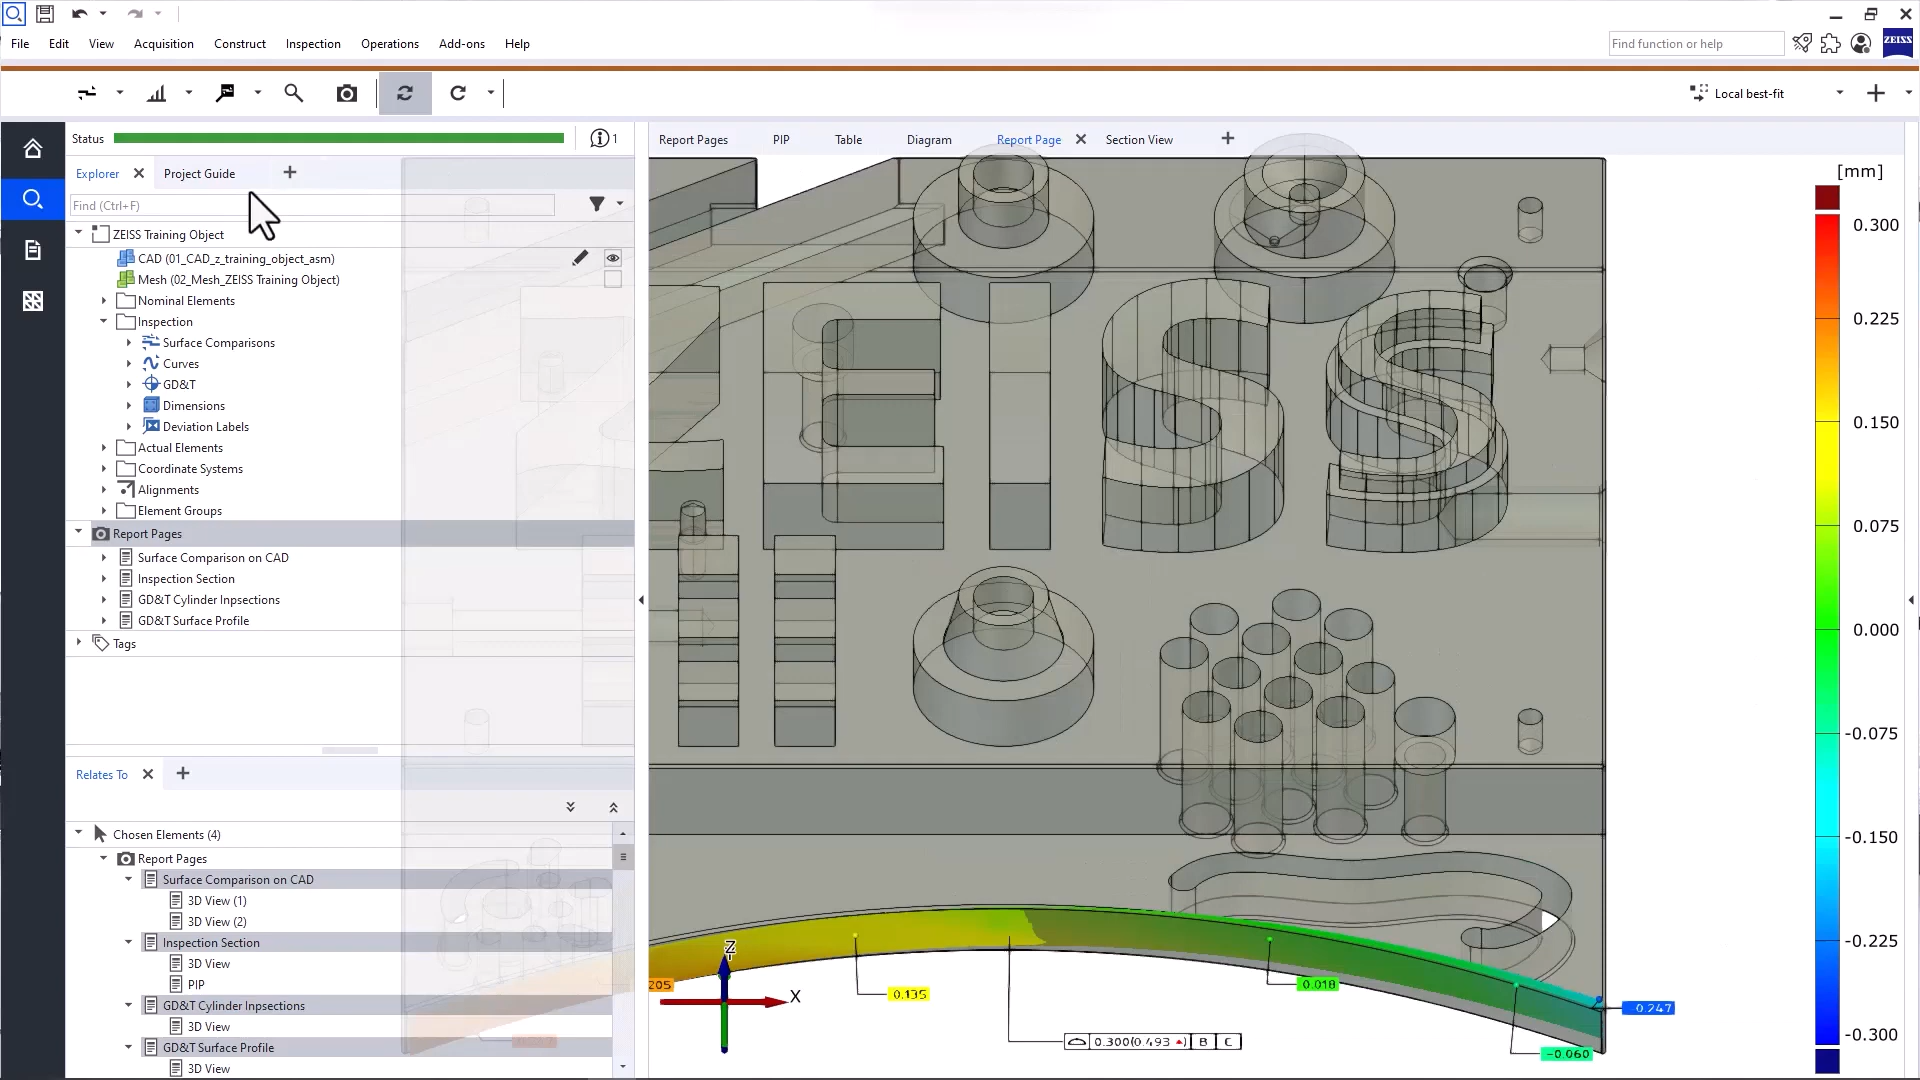 File Edit View Acquisition Construct Inspection Operations Add-ons Help
Find function or help
ZEISS
Local best-fit
Status
1
Report Pages PIP Table Diagram Report Page Section View
Explorer Project Guide
Find (Ctrl+F)
ZEISS Training Object
CAD (01_CAD_z_training_object_asm)
Mesh (02_Mesh_ZEISS Training Object)
Nominal Elements
Inspection
Surface Comparisons
Curves
GD&T
Dimensions
Deviation Labels
Actual Elements
Coordinate Systems
Alignments
Element Groups
Report Pages
Surface Comparison on CAD
Inspection Section
GD&T Cylinder Inpsections
GD&T Surface Profile
Tags
Relates To
Chosen Elements (4)
Report Pages
Surface Comparison on CAD
3D View (1)
3D View (2)
Inspection Section
3D View
PIP
GD&T Cylinder Inpsections
3D View
GD&T Surface Profile
3D View
[mm]
0.300
0.225
0.150
0.075
0.000
-0.075
-0.150
-0.225
-0.300
Z
X
205
0.135
0.018
0.247
0.300(0.493 ) B C
-0.060